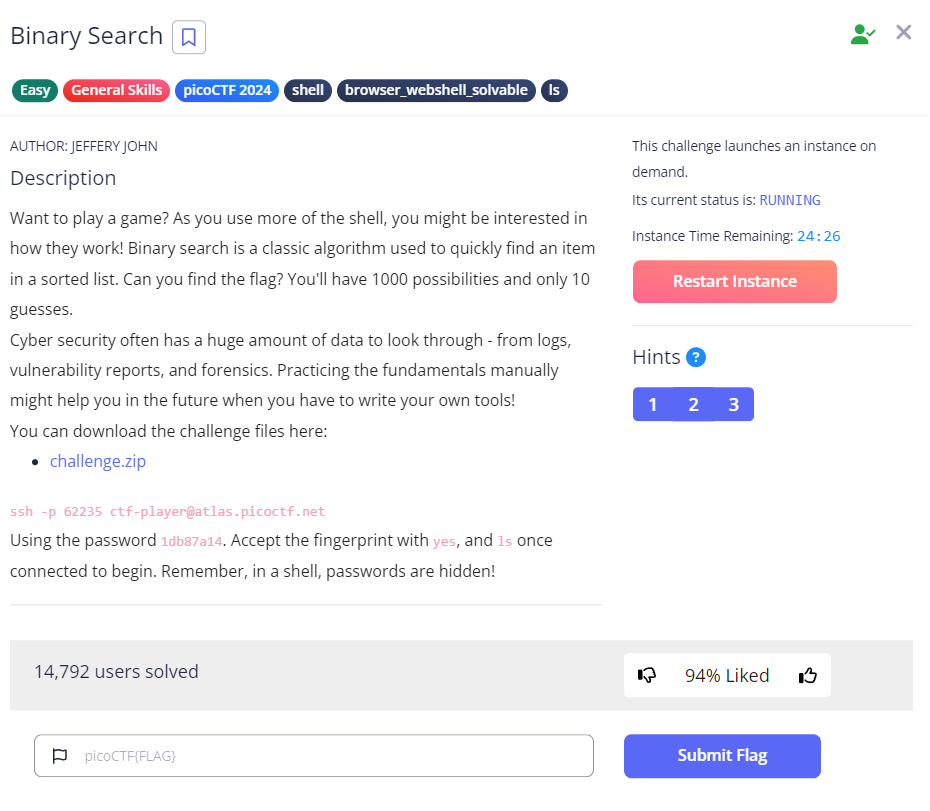 Binary Search
Easy General Skills picoCTF 2024 shell browser_webshell_solvable ls
AUTHOR: JEFFERY JOHN
Description
Want to play a game? As you use more of the shell, you might be interested in
how they work! Binary search is a classic algorithm used to quickly find an item
in a sorted list. Can you find the flag? You'll have 1000 possibilities and only 10
guesses.
Cyber security often has a huge amount of data to look through - from logs,
vulnerability reports, and forensics. Practicing the fundamentals manually
might help you in the future when you have to write your own tools!
You can download the challenge files here:
challenge.zip
ssh -p 62235 ctf-player@atlas.picoctf.net
Using the password 1db87a14. Accept the fingerprint with yes, and ls once
connected to begin. Remember, in a shell, passwords are hidden!
This challenge launches an instance on
demand.
Its current status is: RUNNING
Instance Time Remaining: 24:26
Restart Instance
Hints ?
1 2 3
14,792 users solved
94% Liked
picoCTF{FLAG}
Submit Flag